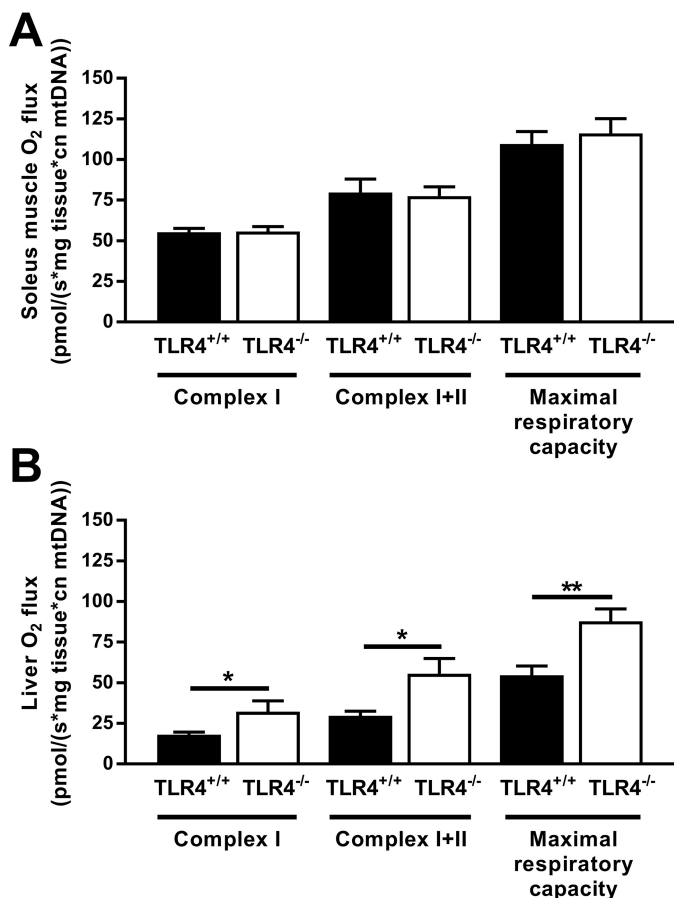 A
Soleus muscle O2 flux
(pmol/(s*mg tissue*cn mtDNA))
150
125
100
75
50
25
0
TLR4+/+ TLR4-/- TLR4+/+ TLR4-/- TLR4+/+ TLR4-/-
Complex I Complex I+II Maximal
respiratory
capacity
B
Liver O2 flux
(pmol/(s*mg tissue*cn mtDNA))
150
125
100
75
50
25
0
*
*
**
TLR4+/+ TLR4-/- TLR4+/+ TLR4-/- TLR4+/+ TLR4-/-
Complex I Complex I+II Maximal
respiratory
capacity